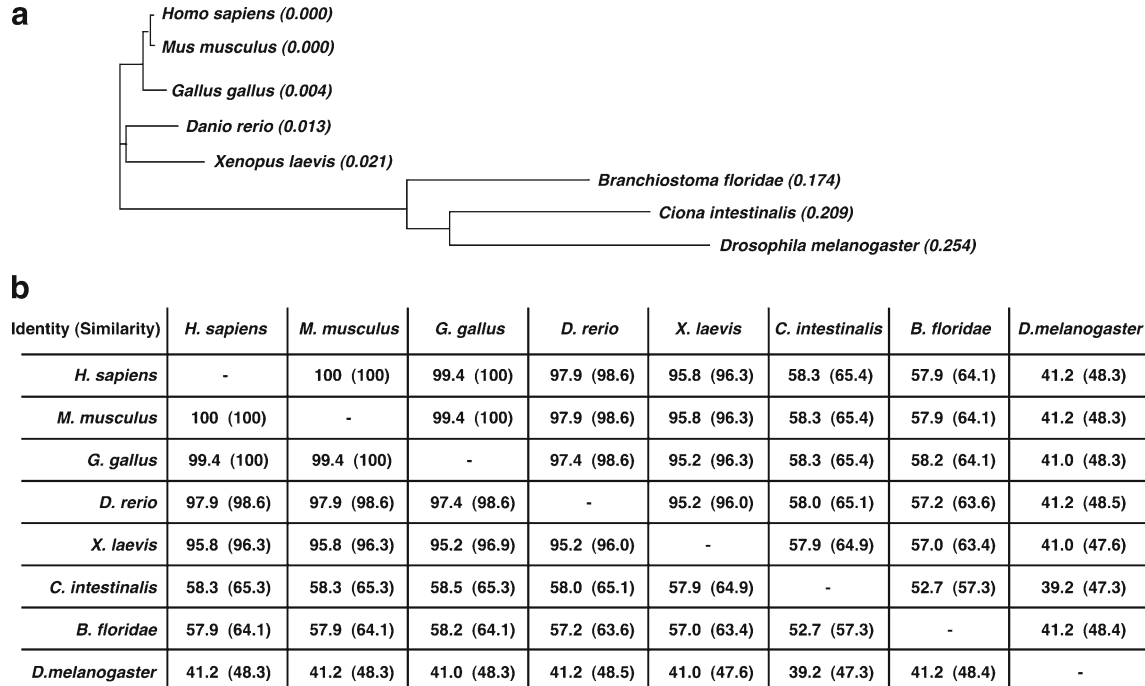 a
Homo sapiens (0.000)
Mus musculus (0.000)
Gallus gallus (0.004)
Danio rerio (0.013)
Xenopus laevis (0.021)
Branchiostoma floridae (0.174)
Ciona intestinalis (0.209)
Drosophila melanogaster (0.254)
b
Identity (Similarity) H. sapiens M. musculus G. gallus D. rerio X. laevis C. intestinalis B. floridae D.melanogaster
H. sapiens - 100 (100) 99.4 (100) 97.9 (98.6) 95.8 (96.3) 58.3 (65.4) 57.9 (64.1) 41.2 (48.3)
M. musculus 100 (100) - 99.4 (100) 97.9 (98.6) 95.8 (96.3) 58.3 (65.4) 57.9 (64.1) 41.2 (48.3)
G. gallus 99.4 (100) 99.4 (100) - 97.4 (98.6) 95.2 (96.3) 58.3 (65.4) 58.2 (64.1) 41.0 (48.3)
D. rerio 97.9 (98.6) 97.9 (98.6) 97.4 (98.6) - 95.2 (96.0) 58.0 (65.1) 57.2 (63.6) 41.2 (48.5)
X. laevis 95.8 (96.3) 95.8 (96.3) 95.2 (96.9) 95.2 (96.0) - 57.9 (64.9) 57.0 (63.4) 41.0 (47.6)
C. intestinalis 58.3 (65.3) 58.3 (65.3) 58.5 (65.3) 58.0 (65.1) 57.9 (64.9) - 52.7 (57.3) 39.2 (47.3)
B. floridae 57.9 (64.1) 57.9 (64.1) 58.2 (64.1) 57.2 (63.6) 57.0 (63.4) 52.7 (57.3) - 41.2 (48.4)
D.melanogaster 41.2 (48.3) 41.2 (48.3) 41.0 (48.3) 41.2 (48.5) 41.0 (47.6) 39.2 (47.3) 41.2 (48.4) -